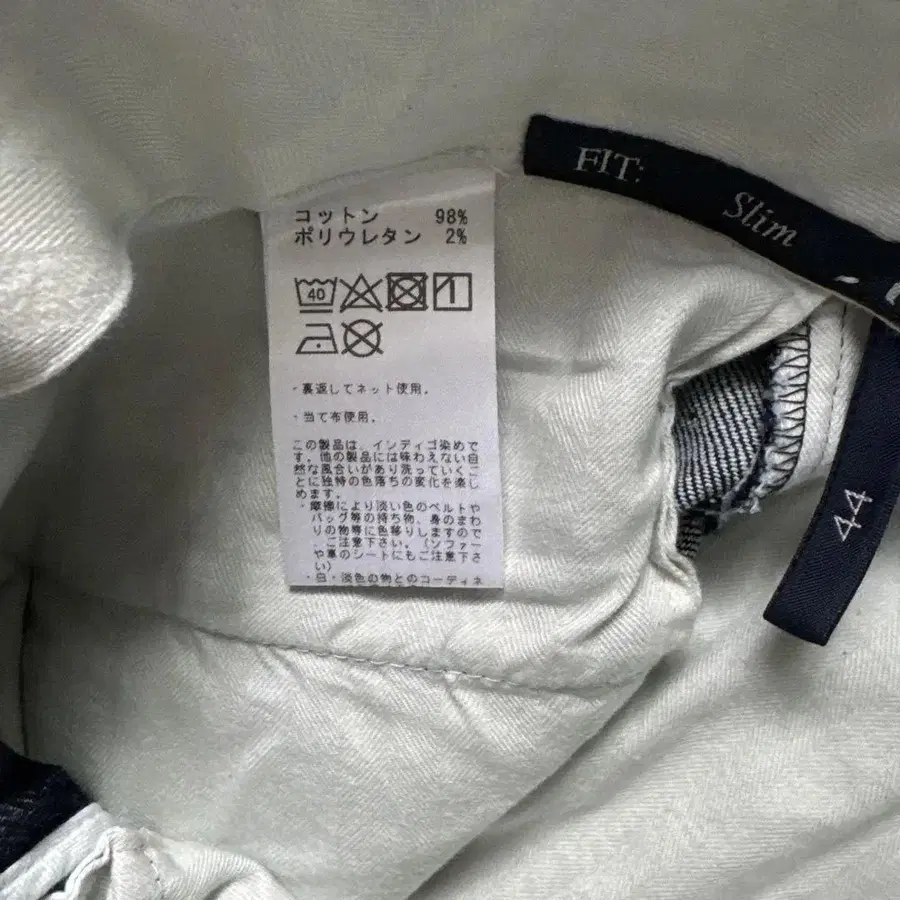 FIT: Slim
44
コットン 98%
ポリウレタン 2%
40
・裏返してネット使用.
・当て布使用.
この製品は、インディゴ染めで
す。他の製品には味わえない自
然な風合いがあり洗っていくご
とに独特の色落ちの変化を楽し
めます。
・摩擦により淡い色のベルトや
バッグ等の持ち物、身のまわ
りの物等に色移りしますので
、ご注意下さい。（ソファー
や車のシートにもご注意下さ
い）
・白・淡色の物とのコーディネ